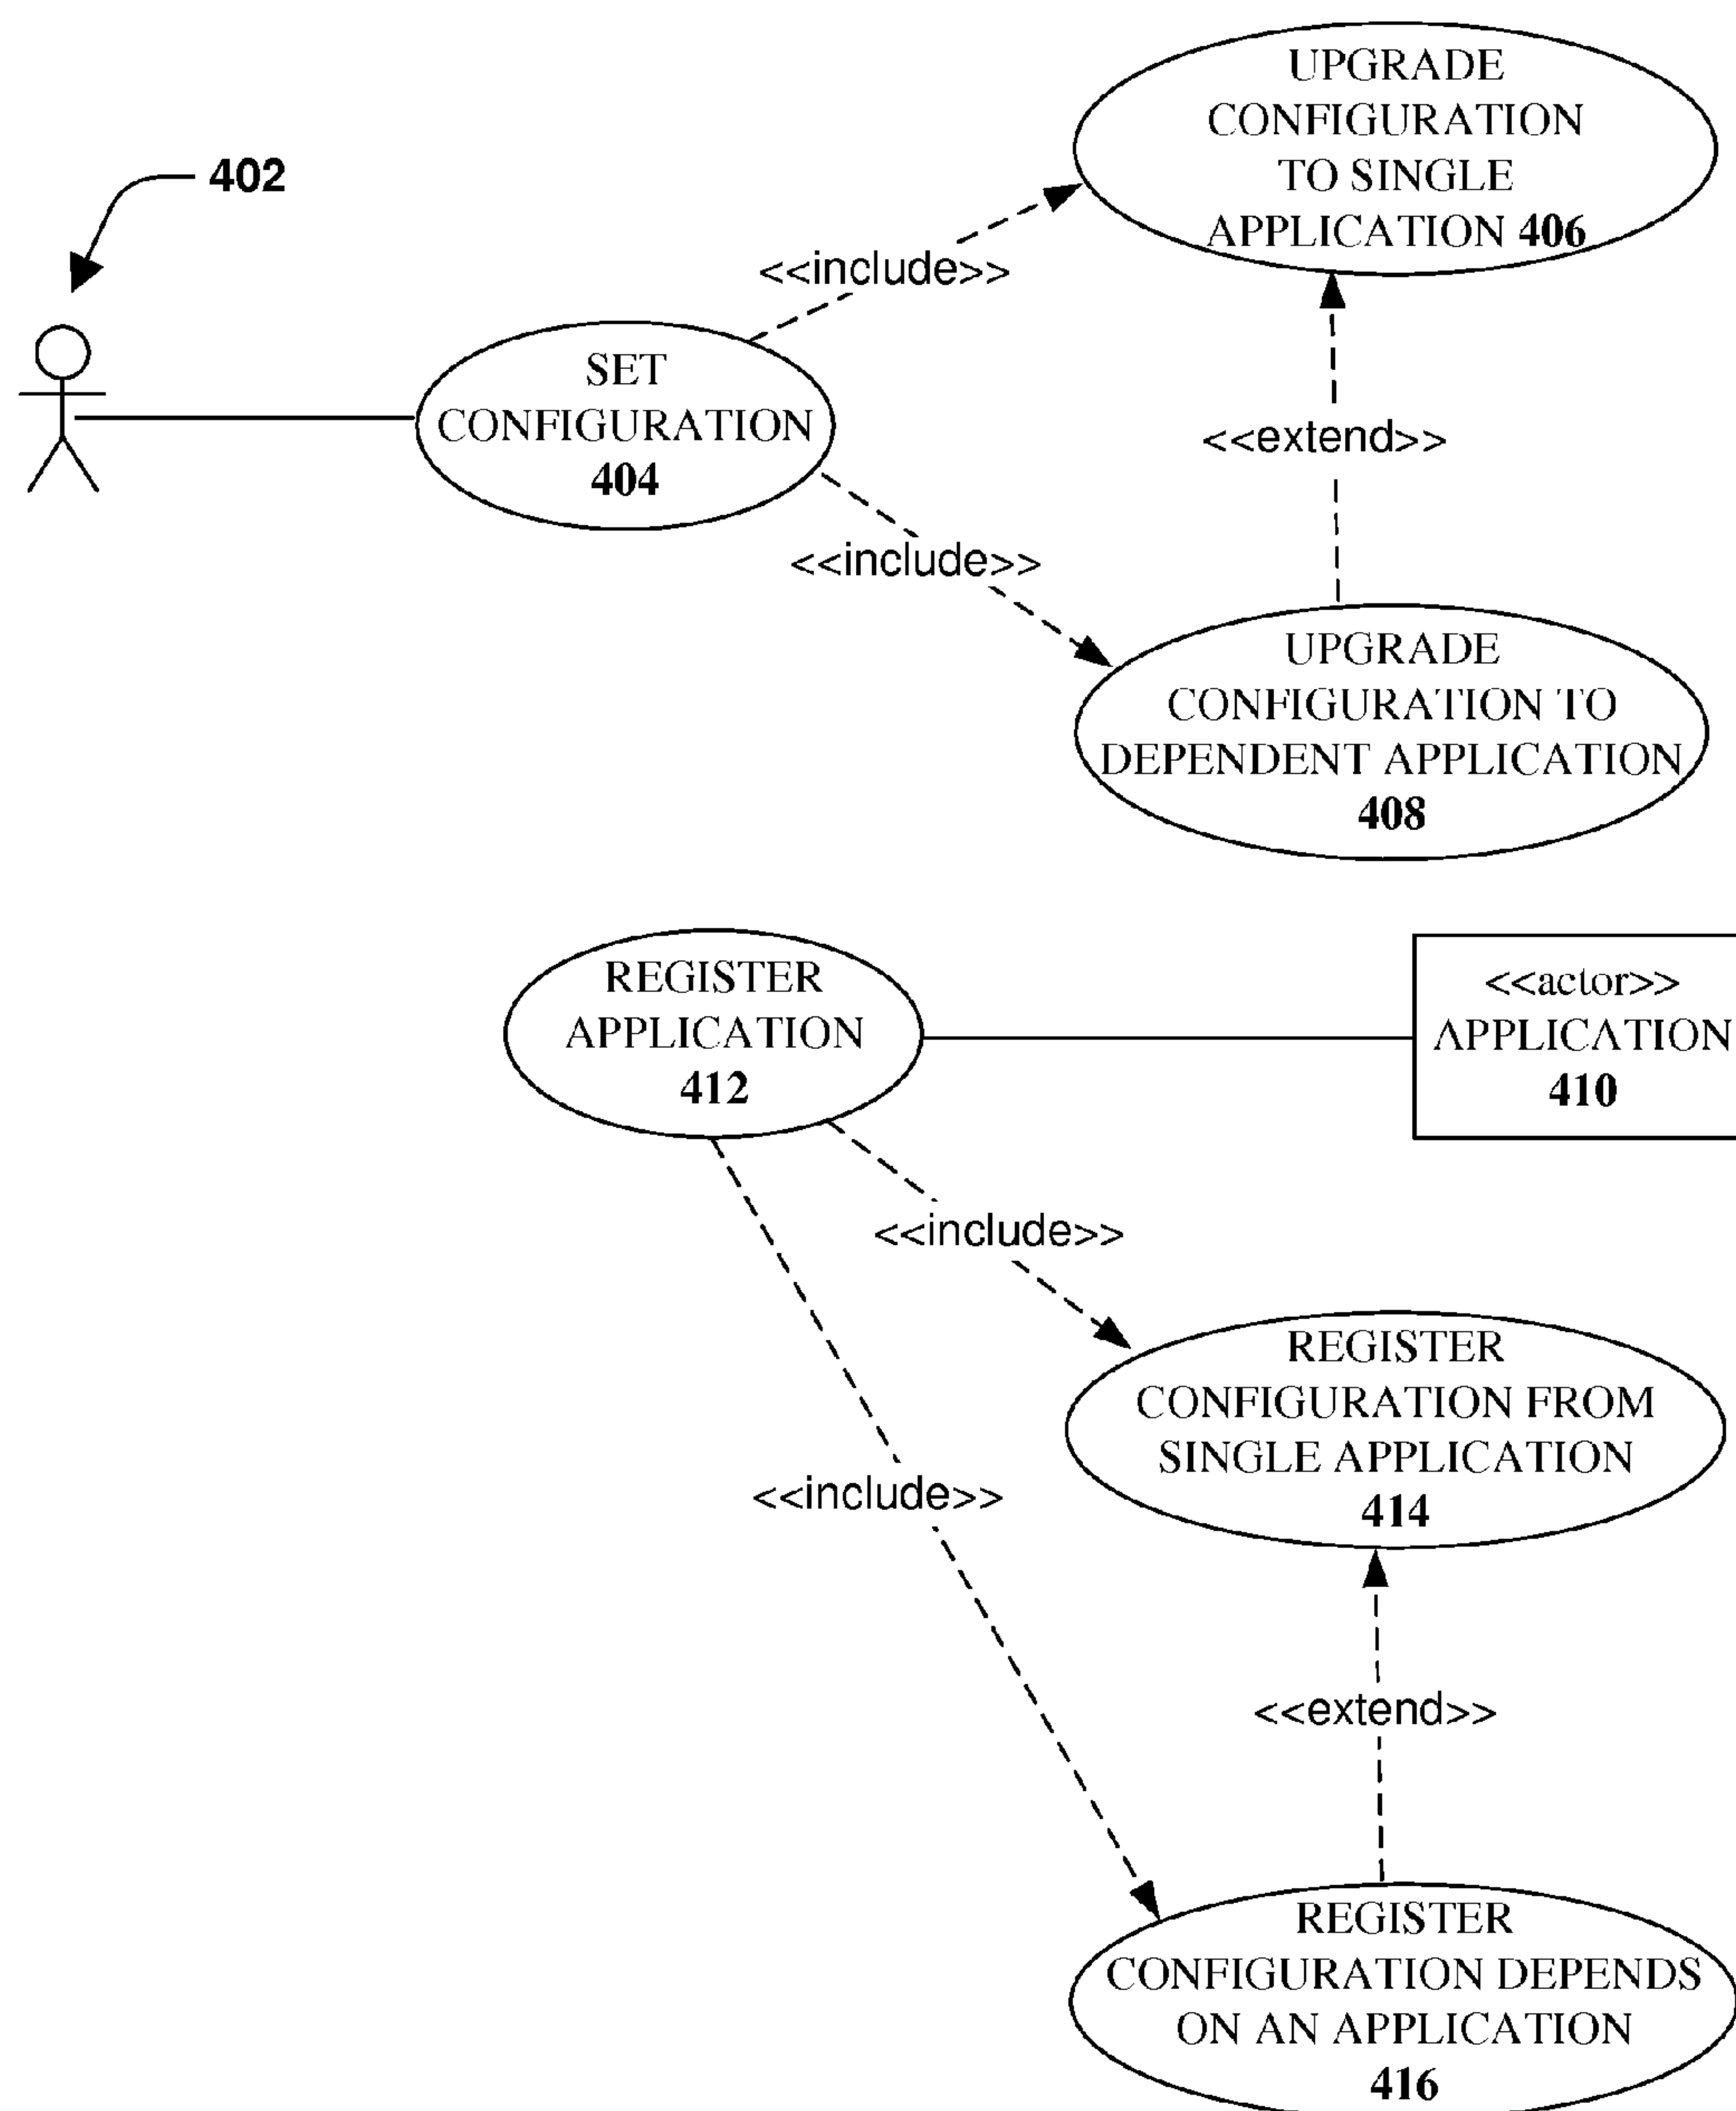 UPGRADE
CONFIGURATION
TO SINGLE
APPLICATION 406
402
<<include>>
SET
CONFIGURATION
404
<<extend>>
<<include>>
UPGRADE
CONFIGURATION TO
DEPENDENT APPLICATION
408
REGISTER
APPLICATION
412
<<actor>>
APPLICATION
410
<<include>>
REGISTER
CONFIGURATION FROM
SINGLE APPLICATION
414
<<include>>
<<extend>>
REGISTER
CONFIGURATION DEPENDS
ON AN APPLICATION
416